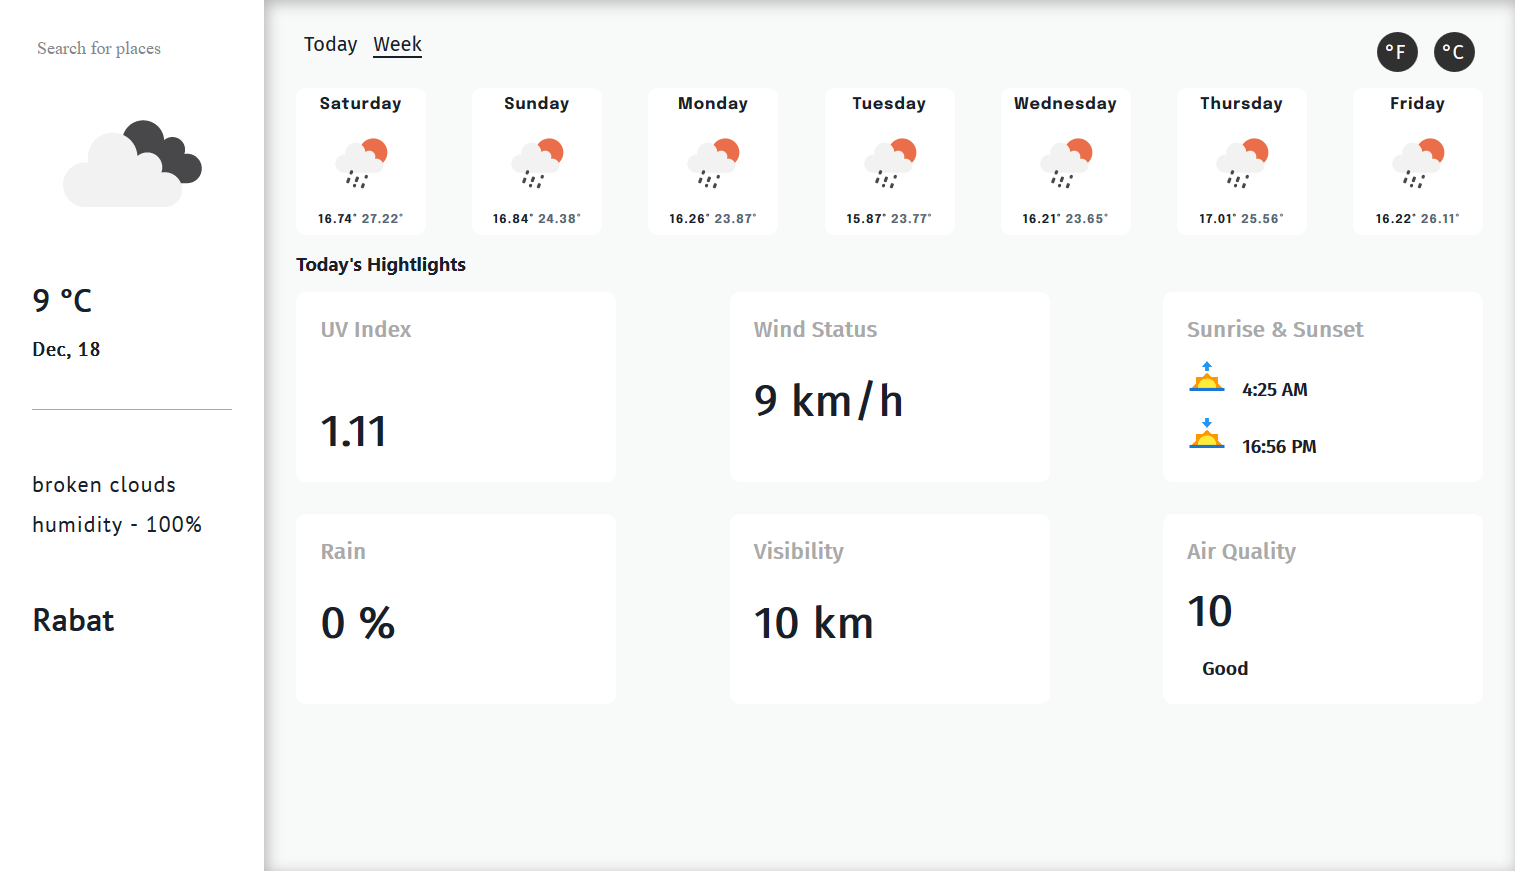 Search for places
9 °C
Dec, 18
broken clouds
humidity - 100%
Rabat
Today Week
°F °C
Saturday Sunday Monday Tuesday Wednesday Thursday Friday
16.74° 27.22° 16.84° 24.38° 16.26° 23.87° 15.87° 23.77° 16.21° 23.65° 17.01° 25.56° 16.22° 26.11°
Today's Hightlights
UV Index
1.11
Wind Status
9 km/h
Sunrise & Sunset
4:25 AM
16:56 PM
Rain
0 %
Visibility
10 km
Air Quality
10
Good